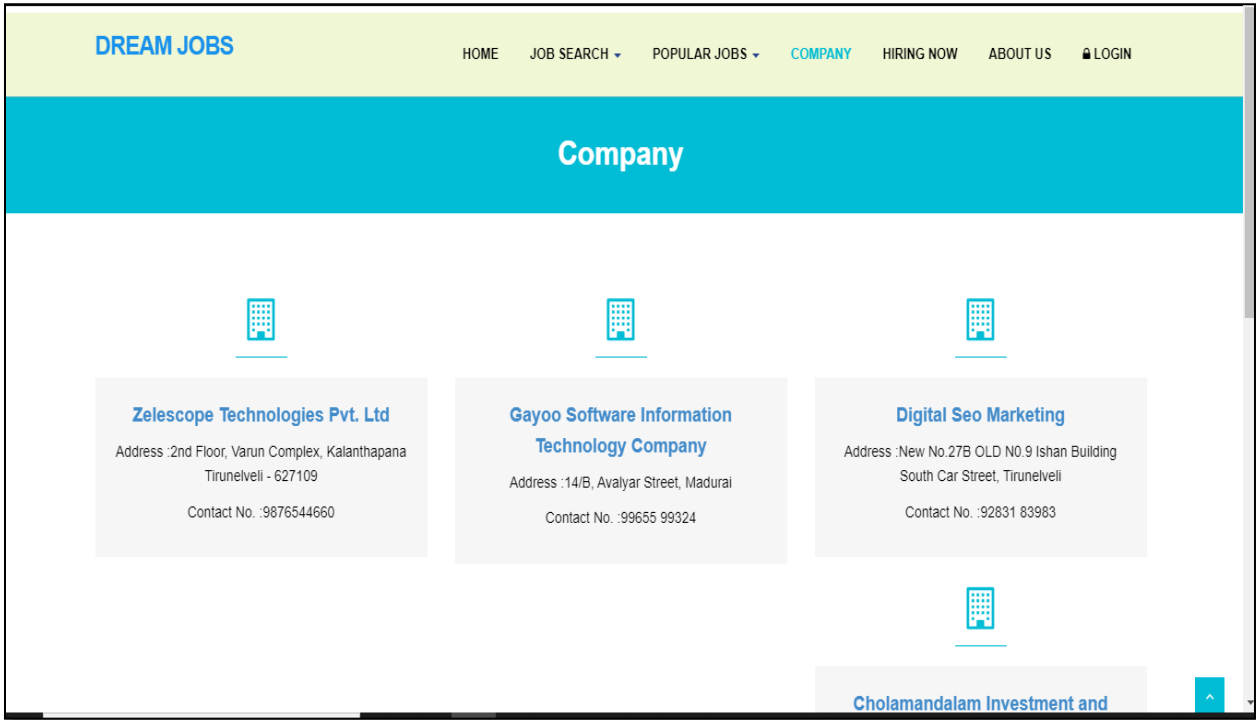 DREAM JOBS
HOME JOB SEARCH POPULAR JOBS COMPANY HIRING NOW ABOUT US LOGIN
Company
Zelescope Technologies Pvt. Ltd
Address :2nd Floor, Varun Complex, Kalanthapana
Tirunelveli - 627109
Contact No. :9876544660
Gayoo Software Information
Technology Company
Address :14/B, Avalyar Street, Madurai
Contact No. :99655 99324
Digital Seo Marketing
Address :New No.27B OLD N0.9 Ishan Building
South Car Street, Tirunelveli
Contact No. :92831 83983
Cholamandalam Investment and